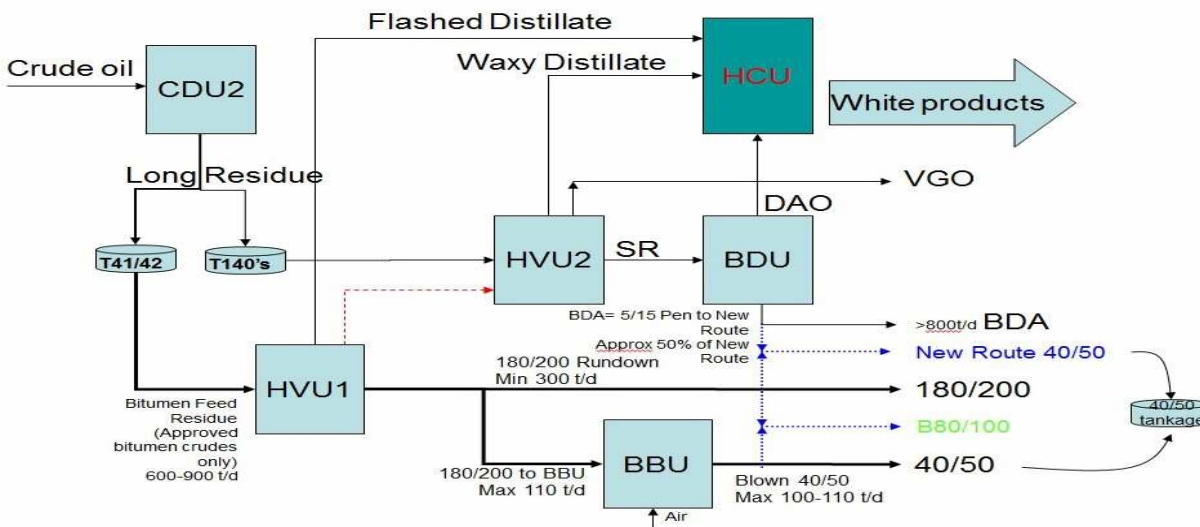 Flashed Distillate
Crude oil
CDU2
Waxy Distillate
HCU
White products
Long Residue
VGO
DAO
T41/42
T140's
HVU2
SR
BDU
BDA= 5/15 Pen to New
Route
Approx 50% of New
Route
>800t/d BDA
New Route 40/50
HVU1
180/200 Rundown
Min 300 t/d
180/200
40/50
tankage
Bitumen Feed
Residue
(Approved
bitumen crudes
only)
600-900 t/d
B80/100
180/200 to BBU
Max 110 t/d
BBU
40/50
Blown 40/50
Max 100-110 t/d
Air